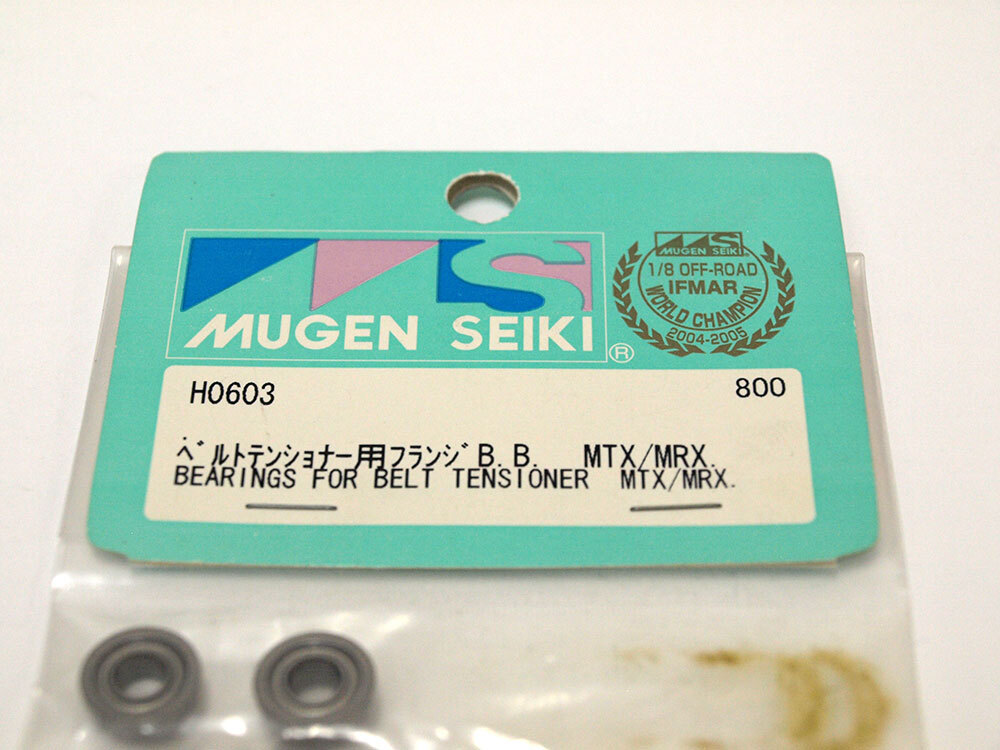 MS
MUGEN SEIKI
®
MUGEN SEIKI
1/8 OFF-ROAD
IFMAR
WORLD CHAMPION
2004-2005
H0603
800
ﾍﾞﾙﾄﾃﾝｼｮﾅｰ用ﾌﾗﾝｼﾞB.B. MTX/MRX.
BEARINGS FOR BELT TENSIONER MTX/MRX.